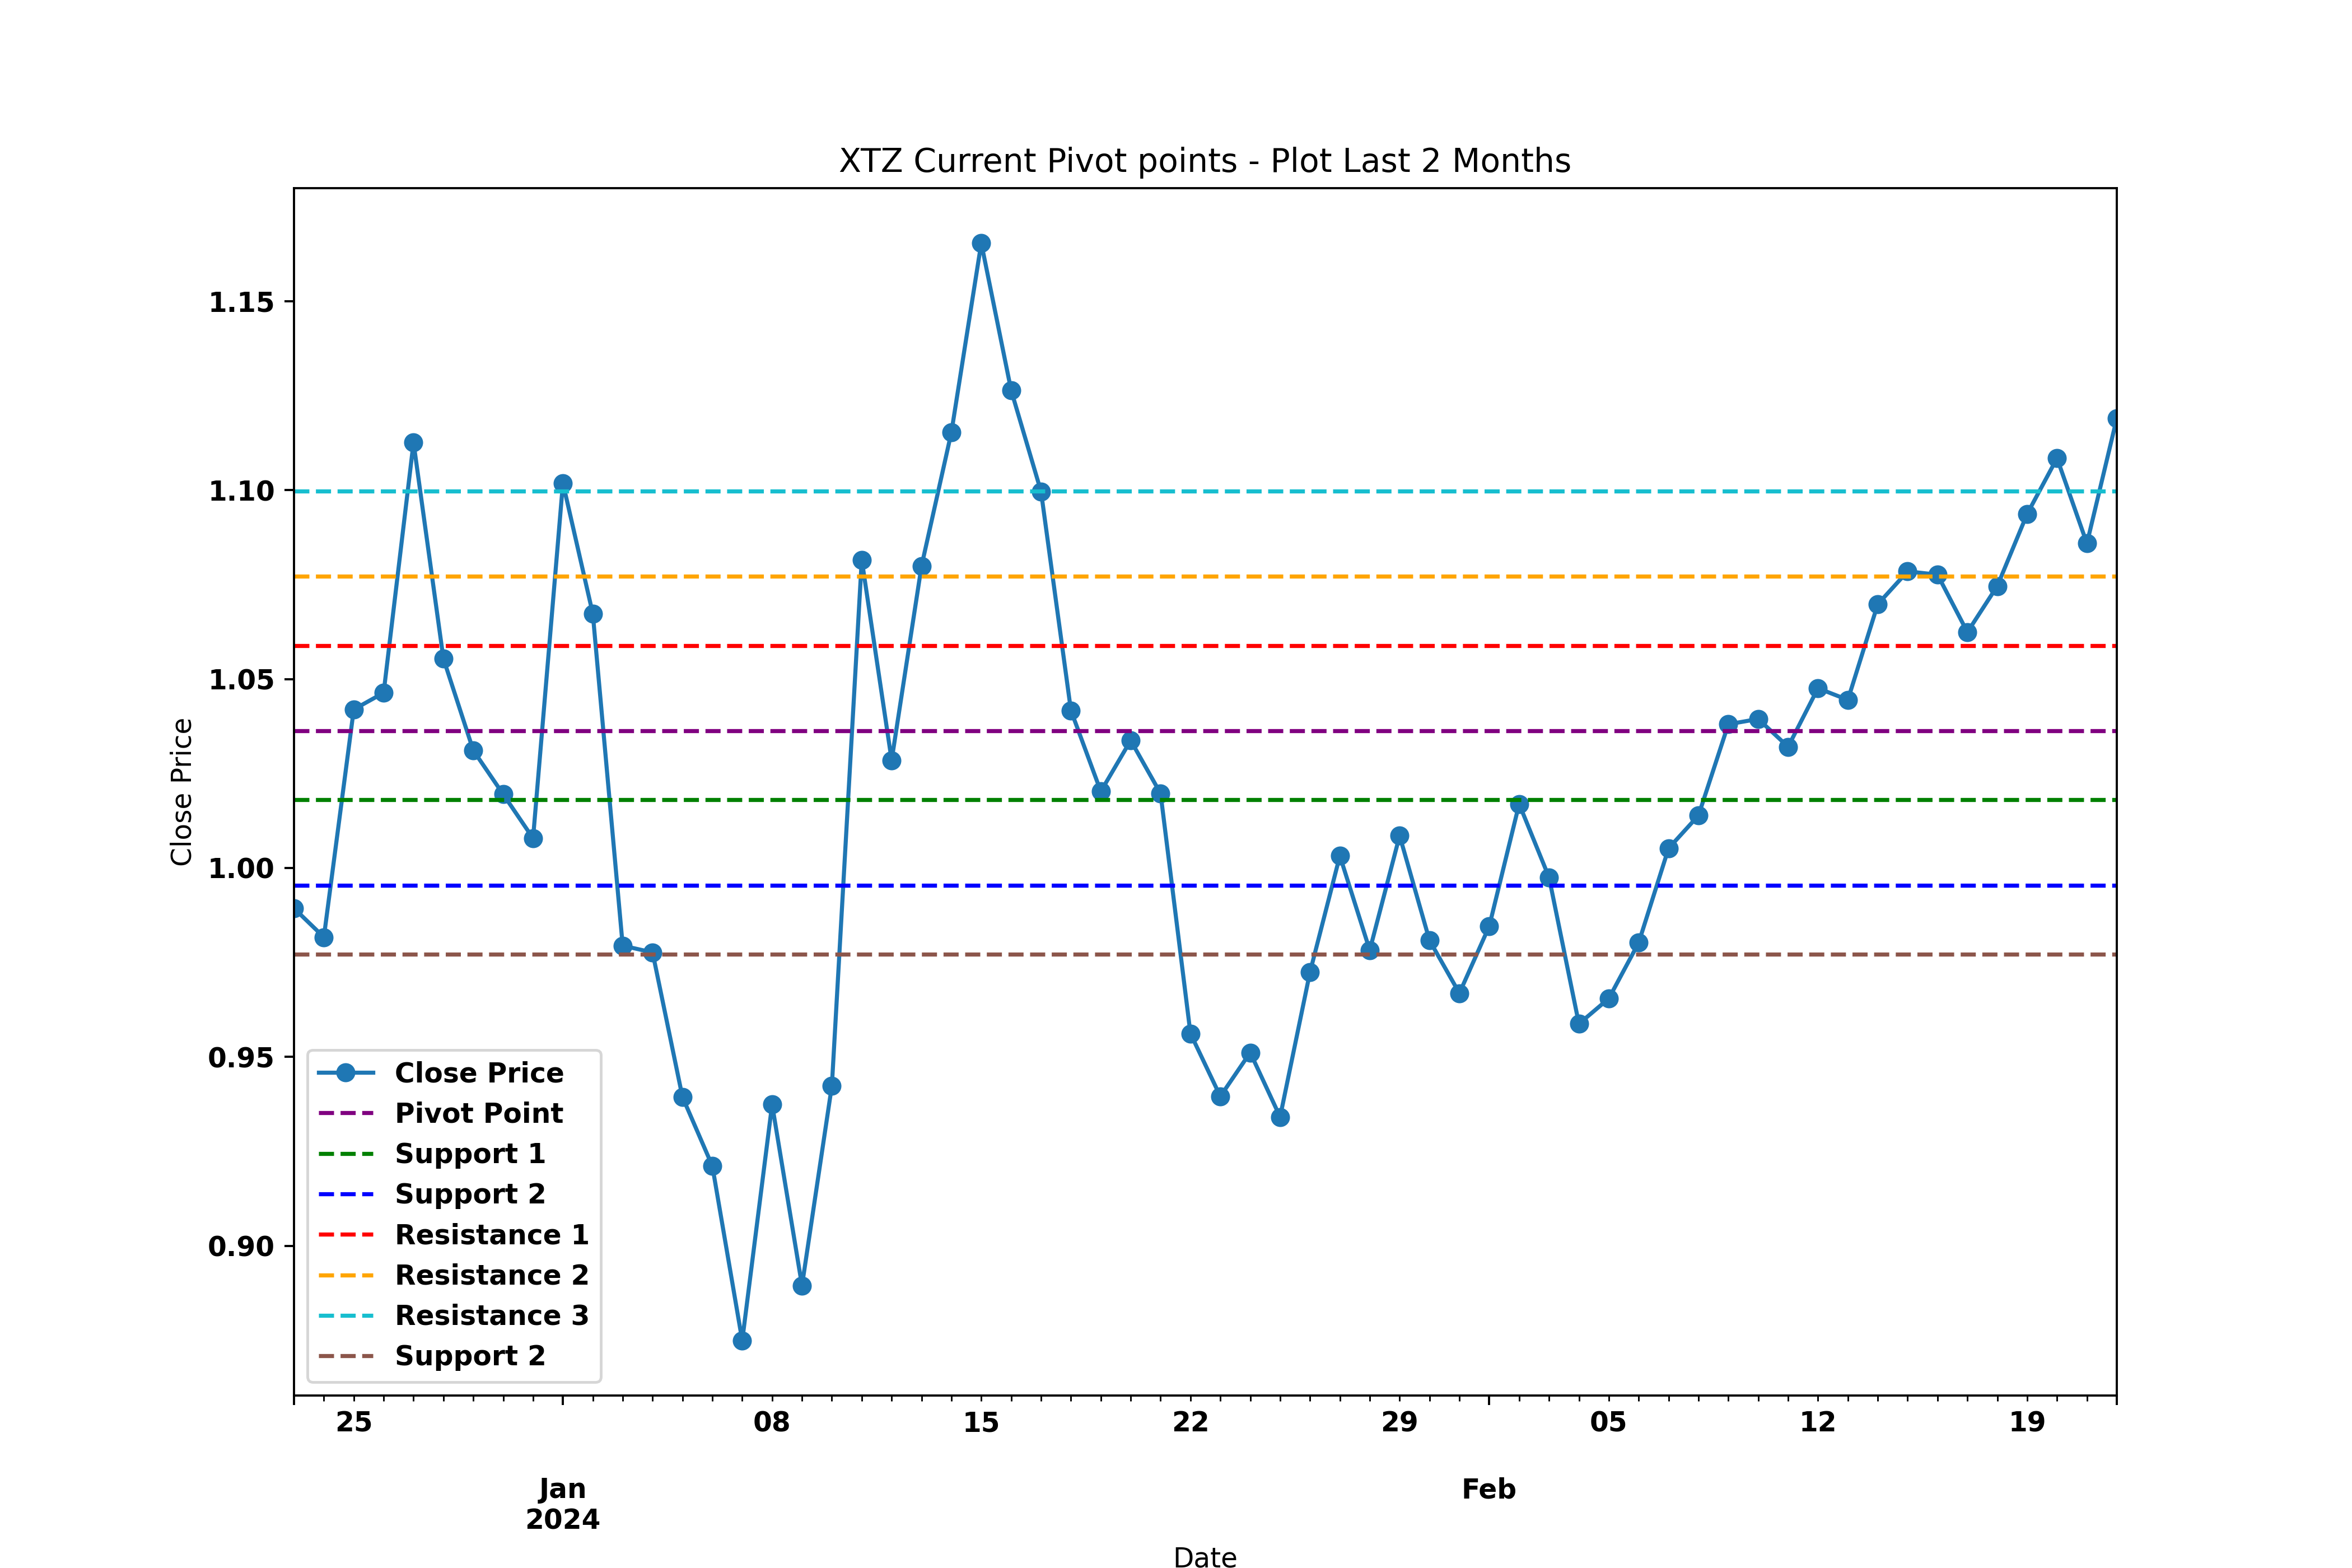 XTZ Current Pivot points - Plot Last 2 Months
1.15
1.10
1.05
1.00
0.95
0.90
Close Price
Close Price
Pivot Point
Support 1
Support 2
Resistance 1
Resistance 2
Resistance 3
Support 2
25 08 15 22 29 05 12 19
Jan Feb
2024
Date